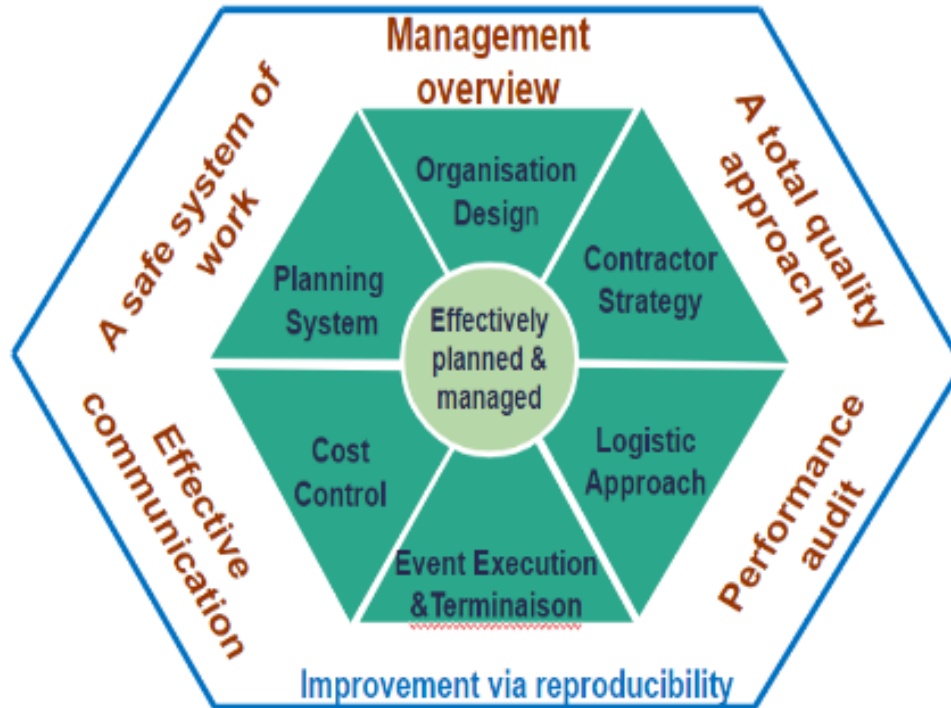 Management
overview
A safe system of
work
A total quality
approach
Organisation
Design
Planning
System
Contractor
Strategy
Effectively
planned &
managed
Cost
Control
Logistic
Approach
Event Execution
&Terminaison
Effective
communication
Performance
audit
Improvement via reproducibility